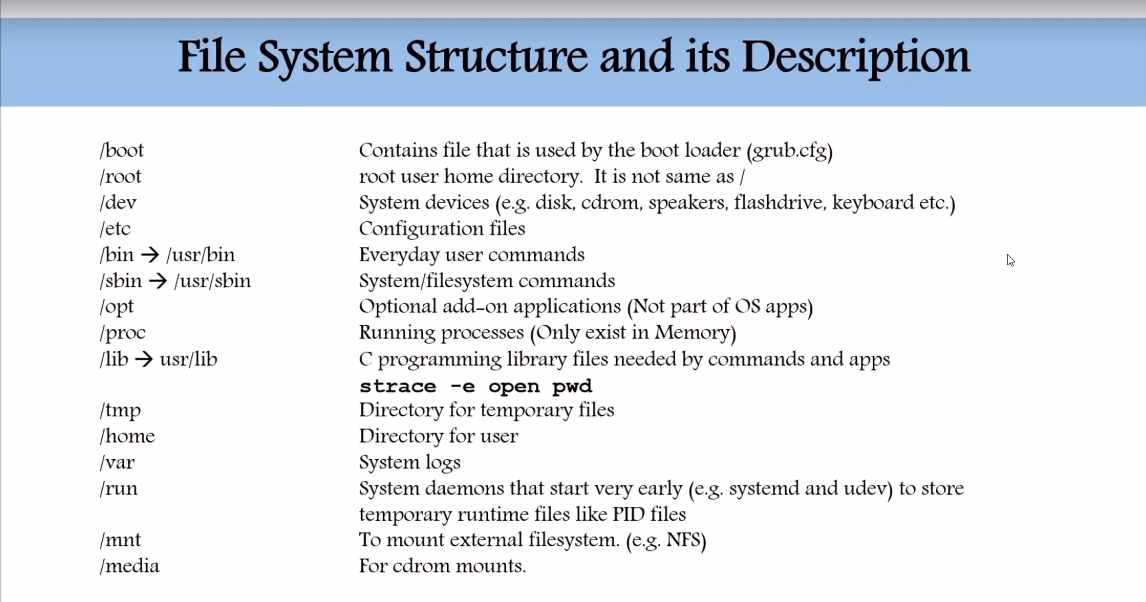 File System Structure and its Description
/boot Contains file that is used by the boot loader (grub.cfg)
/root root user home directory. It is not same as /
/dev System devices (e.g. disk, cdrom, speakers, flashdrive, keyboard etc.)
/etc Configuration files
/bin → /usr/bin Everyday user commands
/sbin → /usr/sbin System/filesystem commands
/opt Optional add-on applications (Not part of OS apps)
/proc Running processes (Only exist in Memory)
/lib → usr/lib C programming library files needed by commands and apps
strace -e open pwd
/tmp Directory for temporary files
/home Directory for user
/var System logs
/run System daemons that start very early (e.g. systemd and udev) to store
temporary runtime files like PID files
/mnt To mount external filesystem. (e.g. NFS)
/media For cdrom mounts.